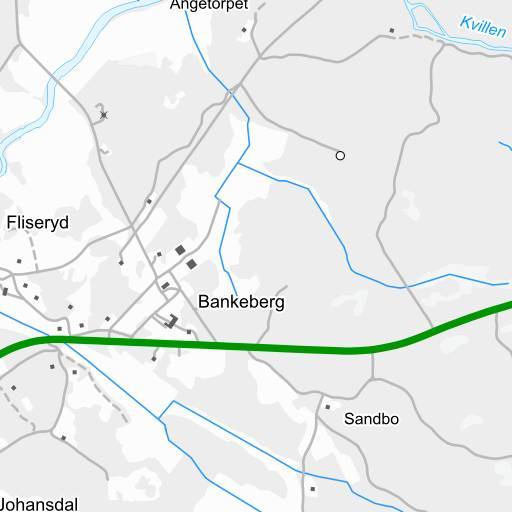 Angetorpet
Kvillen
Fliseryd
Bankeberg
Sandbo
Johansdal